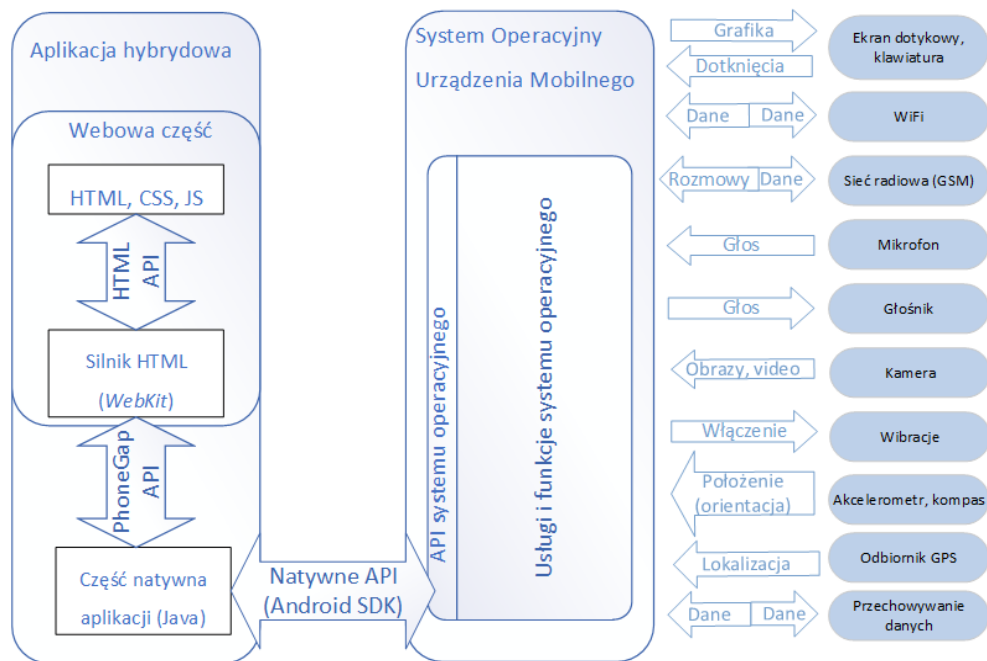 Aplikacja hybrydowa
Webowa część
HTML, CSS, JS
HTML
API
Silnik HTML
(WebKit)
PhoneGap
API
Część natywna
aplikacji (Java)
Natywne API
(Android SDK)
System Operacyjny
Urządzenia Mobilnego
API systemu operacyjnego
Usługi i funkcje systemu operacyjnego
Grafika
Dotknięcia
Ekran dotykowy,
klawiatura
Dane Dane
WiFi
Rozmowy Dane
Sieć radiowa (GSM)
Głos
Mikrofon
Głos
Głośnik
Obrazy, video
Kamera
Włączenie
Wibracje
Położenie
(orientacja)
Akcelerometr, kompas
Lokalizacja
Odbiornik GPS
Dane Dane
Przechowywanie
danych